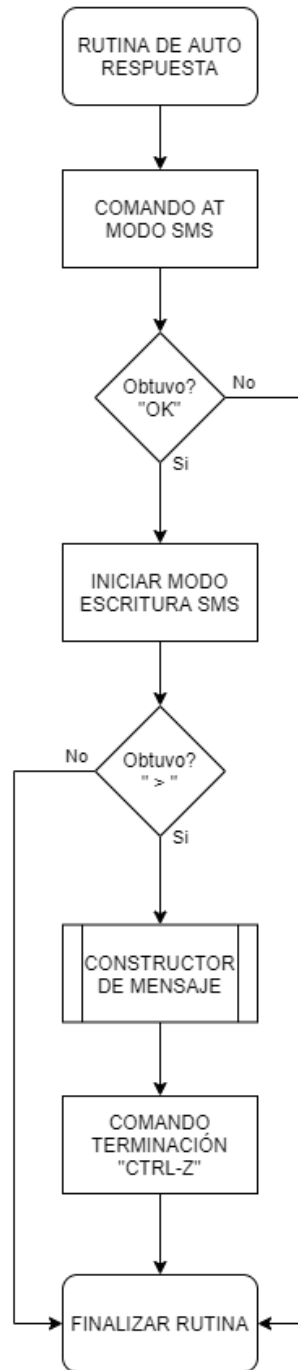 RUTINA DE AUTO
RESPUESTA
COMANDO AT
MODO SMS
Obtuvo?
"OK"
No
Si
INICIAR MODO
ESCRITURA SMS
No
Obtuvo?
" > "
Si
CONSTRUCTOR
DE MENSAJE
COMANDO
TERMINACIÓN
"CTRL-Z"
FINALIZAR RUTINA